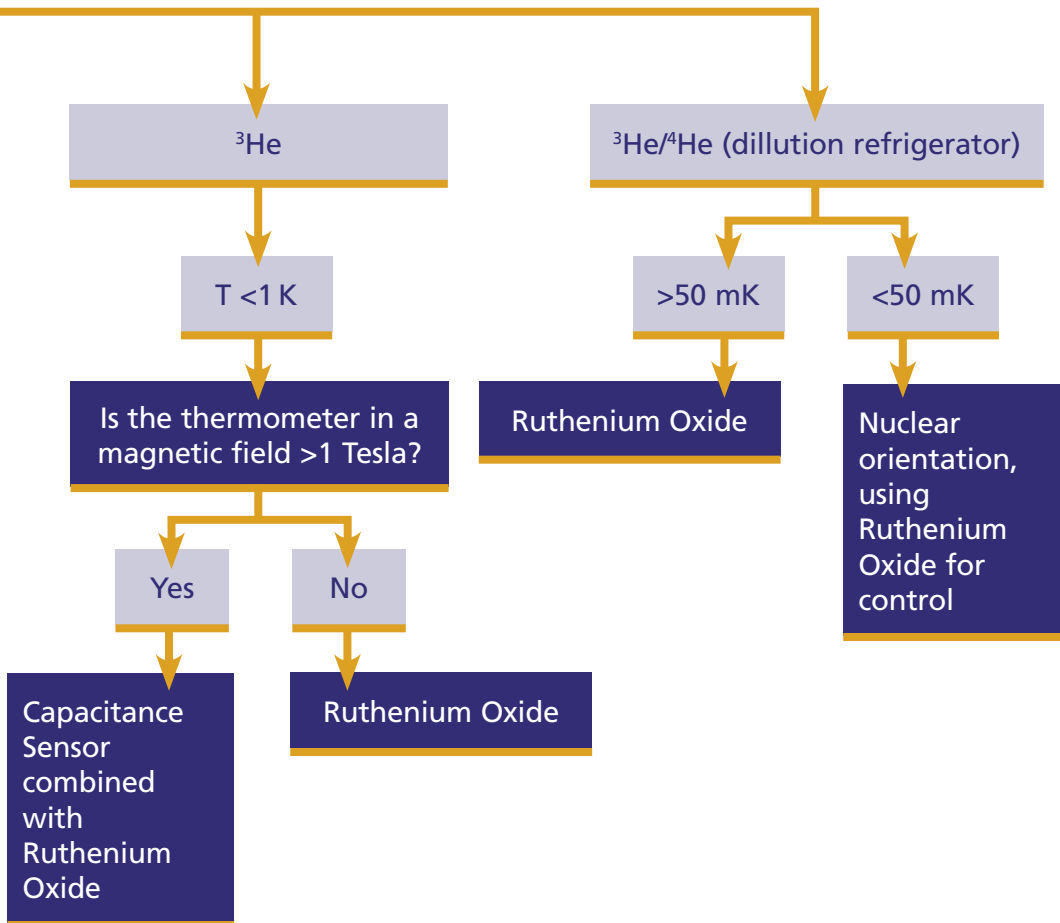 ³He
³He/⁴He (dillution refrigerator)
T <1 K
>50 mK
<50 mK
Is the thermometer in a
magnetic field >1 Tesla?
Ruthenium Oxide
Nuclear
orientation,
using
Ruthenium
Oxide for
control
Yes
No
Capacitance
Sensor
combined
with
Ruthenium
Oxide
Ruthenium Oxide